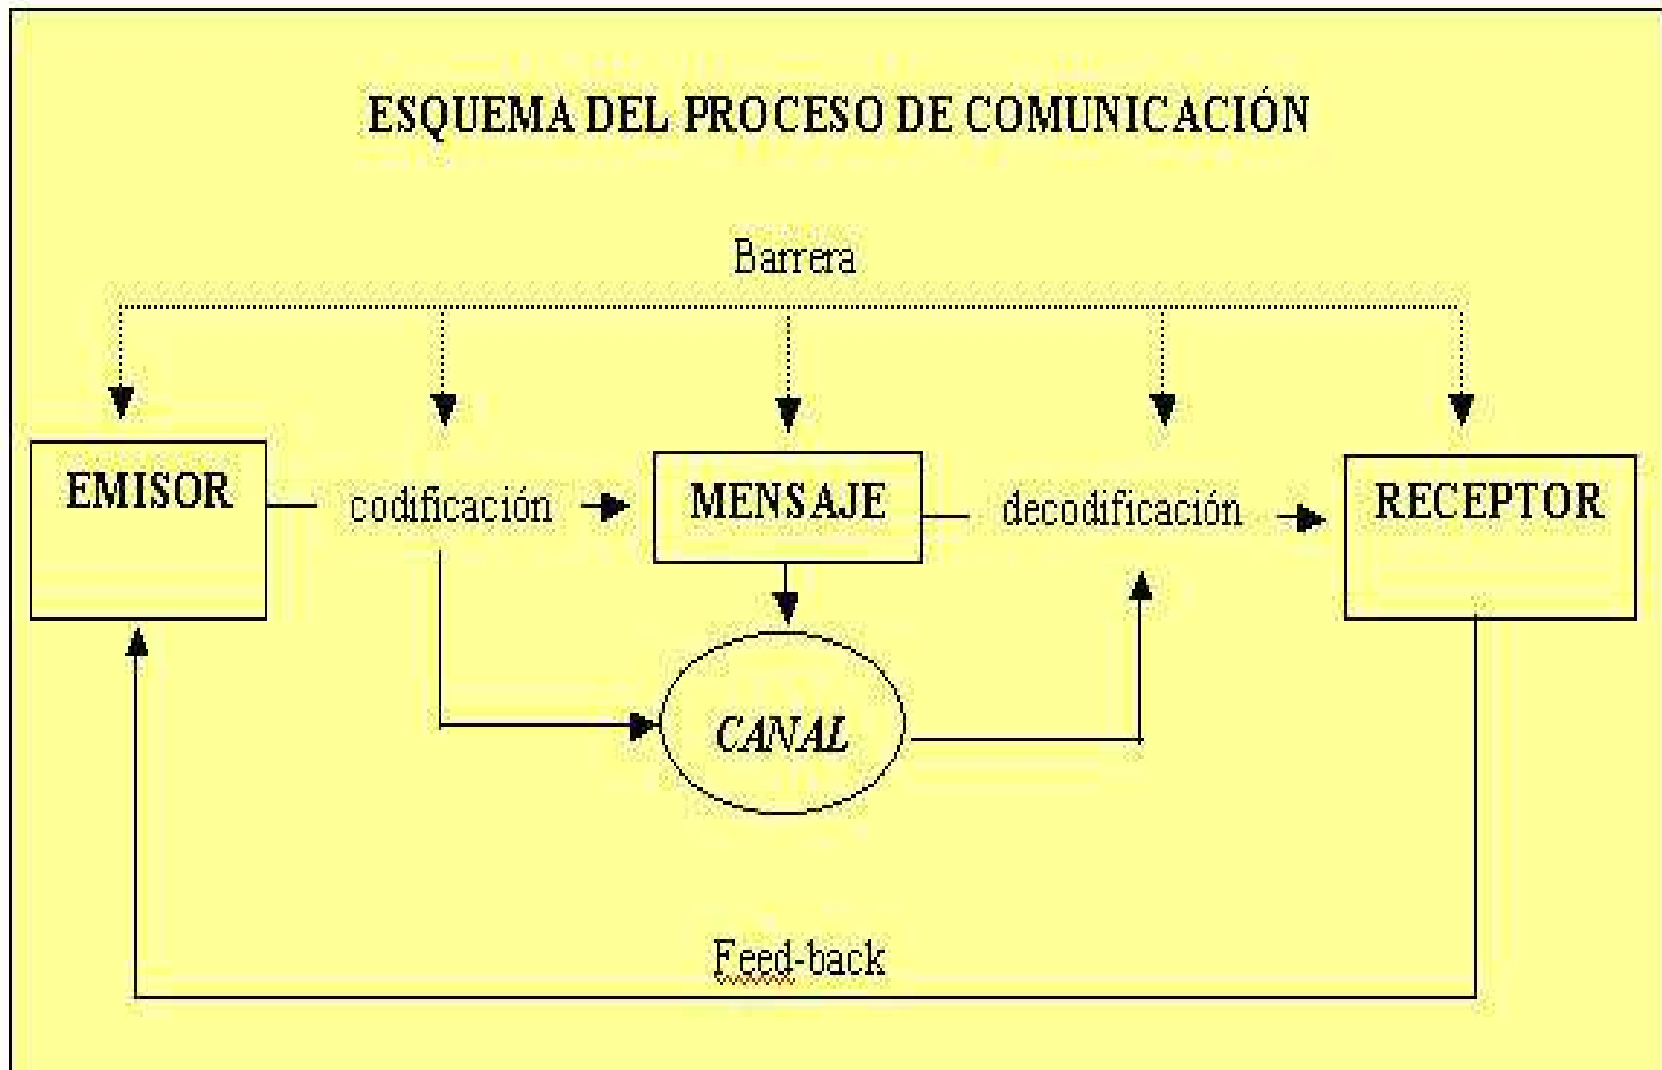 ESQUEMA DEL PROCESO DE COMUNICACIÓN
Barrera
EMISOR
codificación
MENSAJE
decodificación
RECEPTOR
CANAL
Feed-back